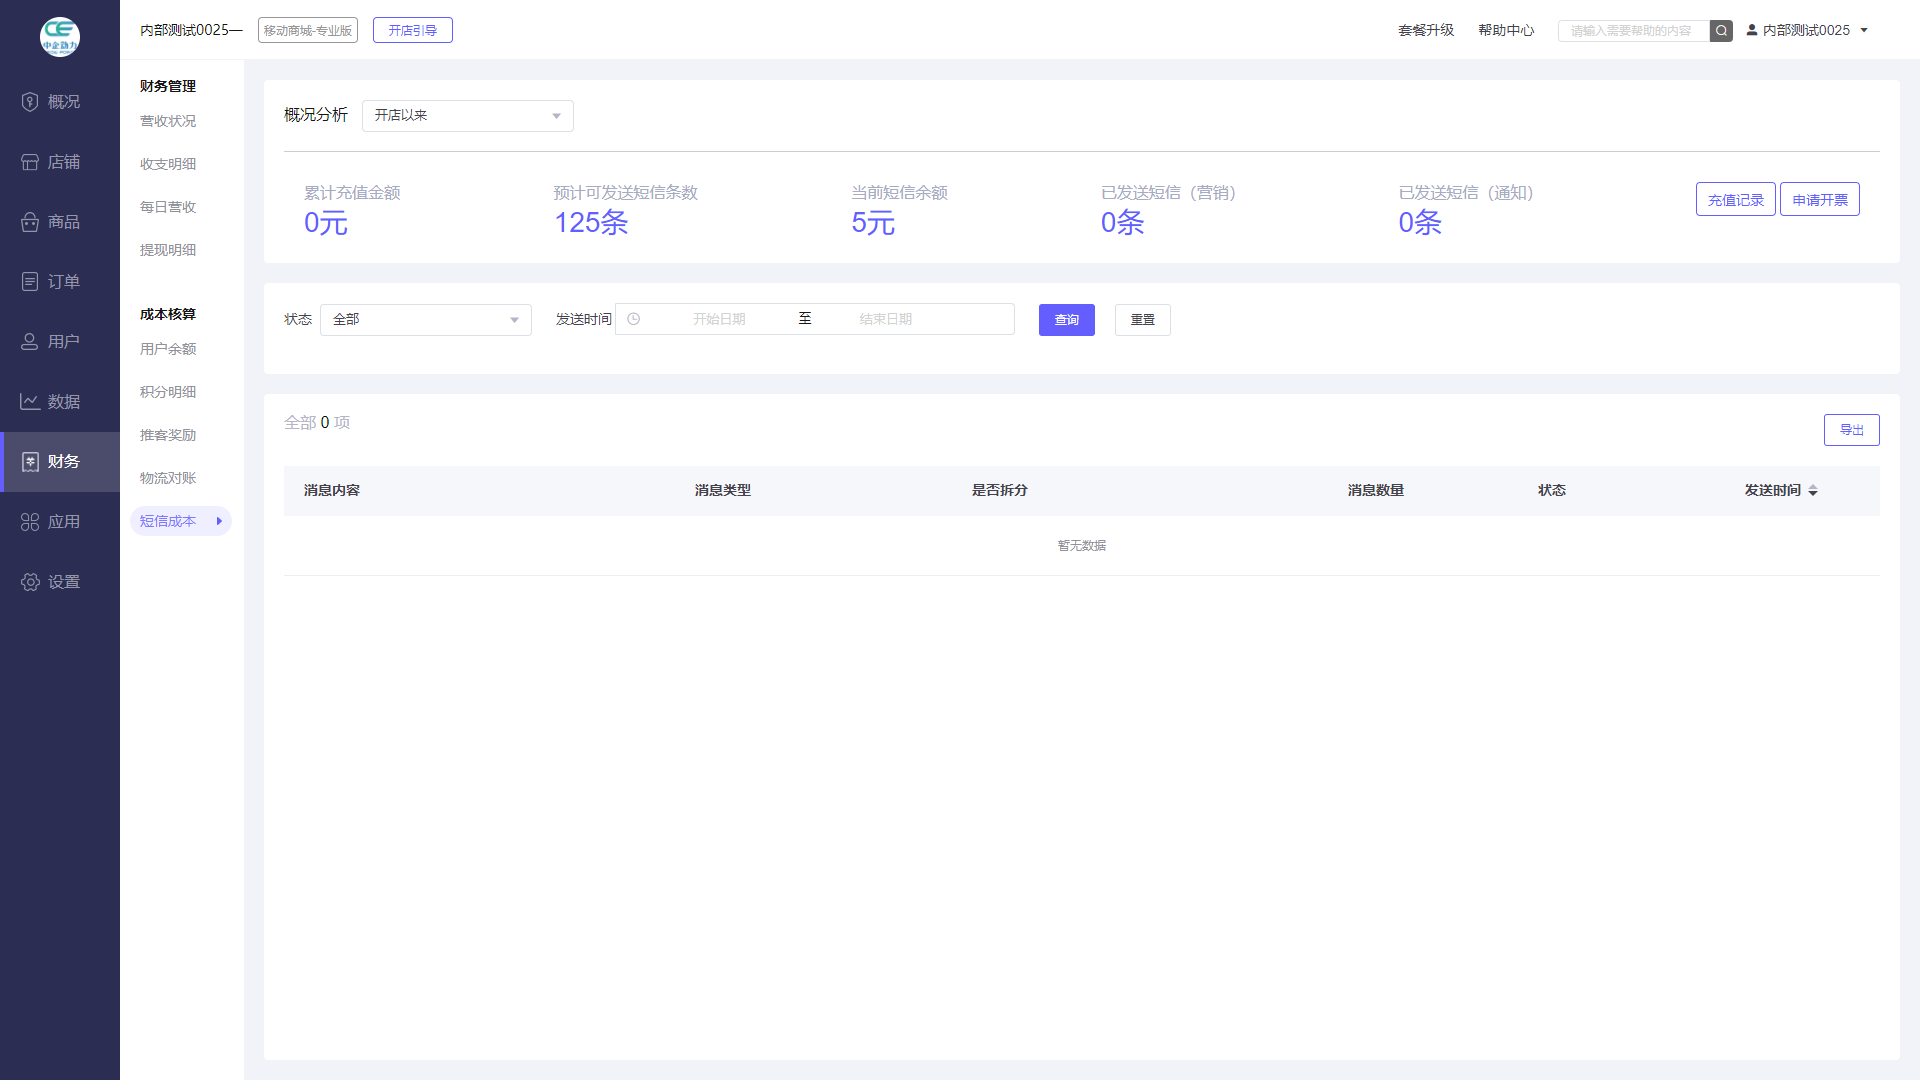 中企动力
内部测试0025—
移动商城-专业版
开店引导
套餐升级
帮助中心
请输入需要帮助的内容
内部测试0025
概况
店铺
商品
订单
用户
数据
财务
应用
设置
财务管理
营收状况
收支明细
每日营收
提现明细
成本核算
用户余额
积分明细
推客奖励
物流对账
短信成本
概况分析
开店以来
累计充值金额
0元
预计可发送短信条数
125条
当前短信余额
5元
已发送短信（营销）
0条
已发送短信（通知）
0条
充值记录
申请开票
状态
全部
发送时间
开始日期
至
结束日期
查询
重置
全部 0 项
导出
消息内容
消息类型
是否拆分
消息数量
状态
发送时间
暂无数据